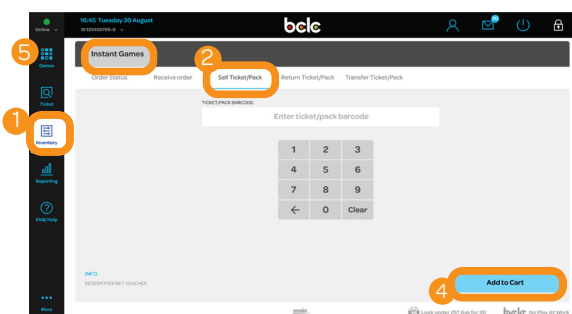 Online
16:45 Tuesday 30 August
bclc
5
Games
Instant Games
2
Order Status
Receive order
Sell Ticket/Pack
Return Ticket/Pack
Transfer Ticket/Pack
Ticket
TICKET/PACK BARCODE:
Enter ticket/pack barcode
1
Inventory
1 2 3
4 5 6
7 8 9
← 0 Clear
Reporting
FAQ/Help
INFO
REDEEM FREE BET VOUCHER
4
Add to Cart
More
Look under 25? Ask for ID!
bclc No Play At Work